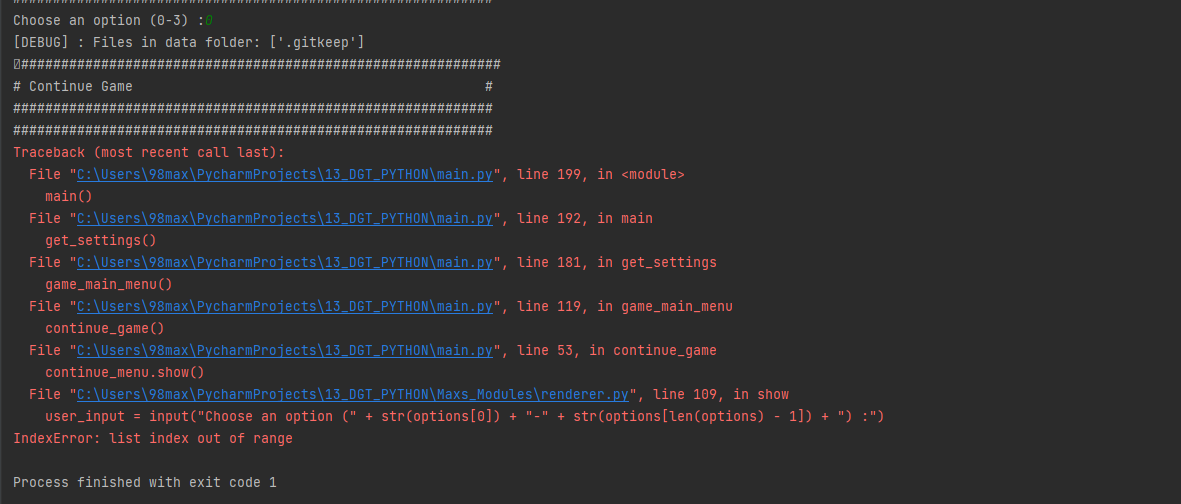 ############################################################
Choose an option (0-3) :0
[DEBUG] : Files in data folder: ['.gitkeep']
############################################################
# Continue Game                                            #
############################################################
############################################################
Traceback (most recent call last):
  File "C:\Users\98max\PycharmProjects\13_DGT_PYTHON\main.py", line 199, in <module>
    main()
  File "C:\Users\98max\PycharmProjects\13_DGT_PYTHON\main.py", line 192, in main
    get_settings()
  File "C:\Users\98max\PycharmProjects\13_DGT_PYTHON\main.py", line 181, in get_settings
    game_main_menu()
  File "C:\Users\98max\PycharmProjects\13_DGT_PYTHON\main.py", line 119, in game_main_menu
    continue_game()
  File "C:\Users\98max\PycharmProjects\13_DGT_PYTHON\main.py", line 53, in continue_game
    continue_menu.show()
  File "C:\Users\98max\PycharmProjects\13_DGT_PYTHON\Maxs_Modules\renderer.py", line 109, in show
    user_input = input("Choose an option (" + str(options[0]) + "-" + str(options[len(options) - 1]) + ") :")
IndexError: list index out of range
Process finished with exit code 1